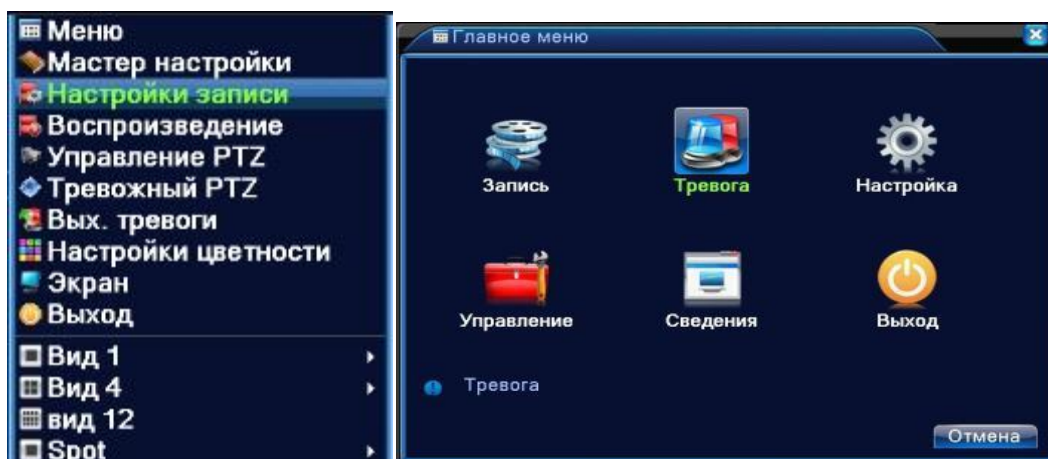 Меню
Мастер настройки
Настройки записи
Воспроизведение
Управление PTZ
Тревожный PTZ
Вых. тревоги
Настройки цветности
Экран
Выход
Вид 1
Вид 4
вид 12
Spot
Главное меню
Запись
Тревога
Настройка
Управление
Сведения
Выход
Тревога
Отмена